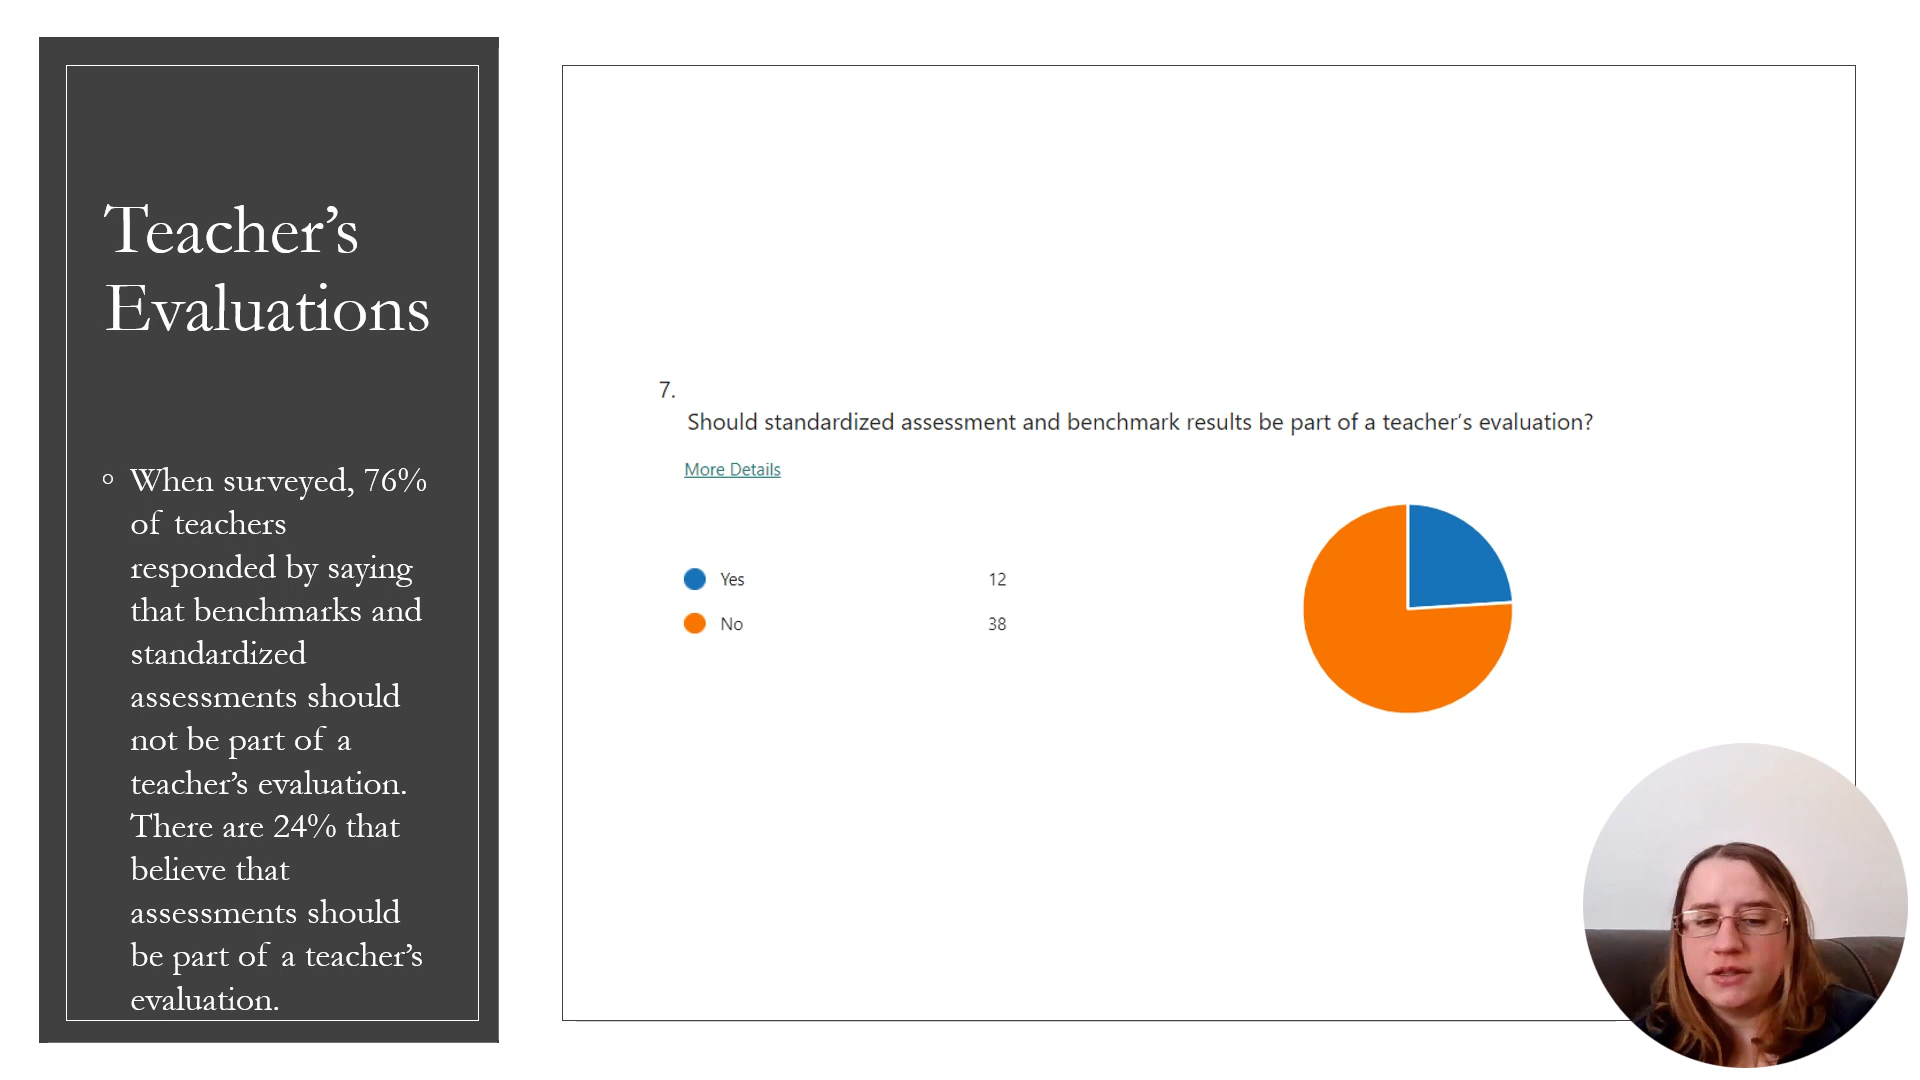 Teacher’s
Evaluations
◦ When surveyed, 76%
of teachers
responded by saying
that benchmarks and
standardized
assessments should
not be part of a
teacher’s evaluation.
There are 24% that
believe that
assessments should
be part of a teacher’s
evaluation.
7.
Should standardized assessment and benchmark results be part of a teacher’s evaluation?
More Details
Yes 12
No 38